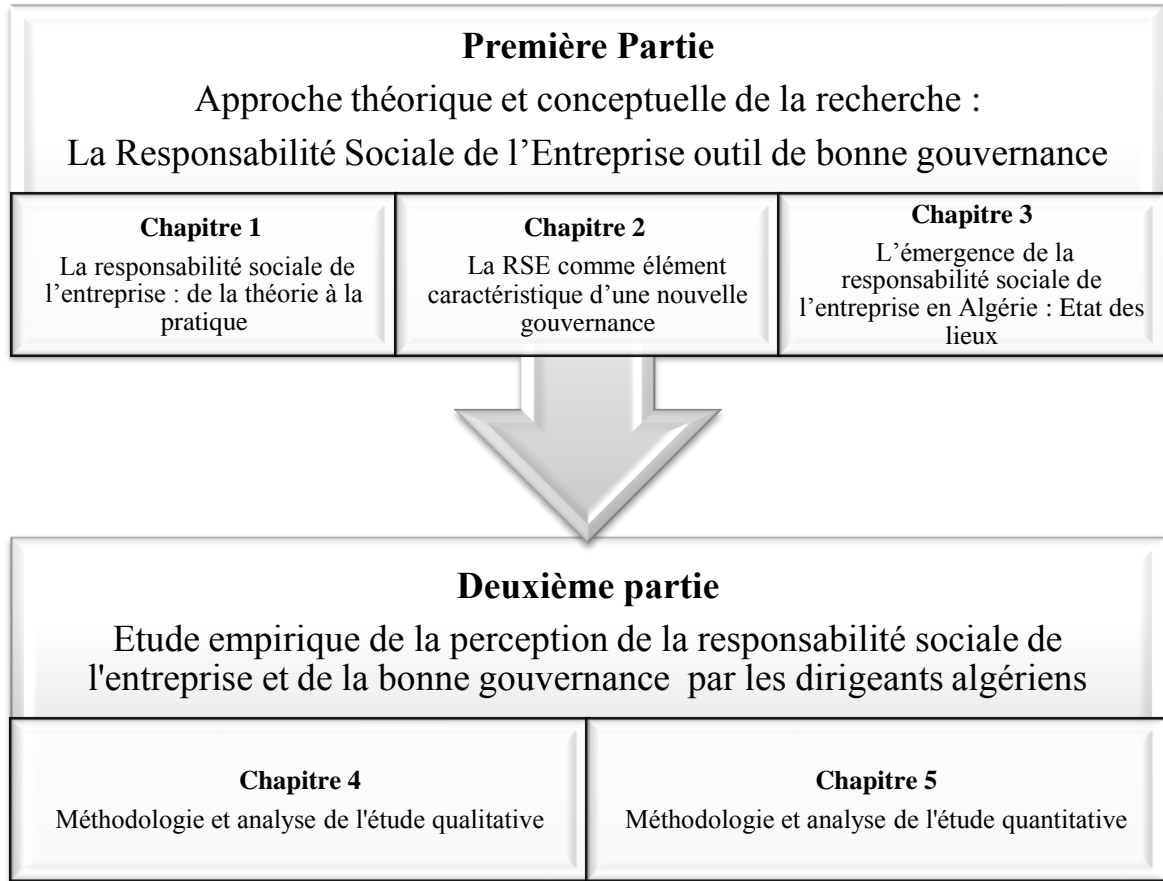 Première Partie
Approche théorique et conceptuelle de la recherche :
La Responsabilité Sociale de l’Entreprise outil de bonne gouvernance
Chapitre 1
La responsabilité sociale de
l’entreprise : de la théorie à la
pratique
Chapitre 2
La RSE comme élément
caractéristique d’une nouvelle
gouvernance
Chapitre 3
L’émergence de la
responsabilité sociale de
l’entreprise en Algérie : Etat des
lieux
Deuxième partie
Etude empirique de la perception de la responsabilité sociale de
l'entreprise et de la bonne gouvernance par les dirigeants algériens
Chapitre 4
Méthodologie et analyse de l'étude qualitative
Chapitre 5
Méthodologie et analyse de l'étude quantitative